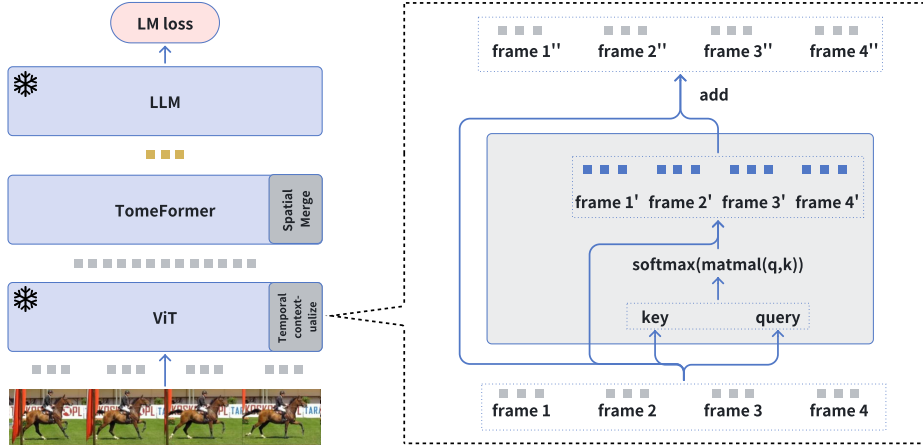 LM loss
LLM
TomeFormer
Spatial
Merge
ViT
Temporal
context-
ualize
frame 1'' frame 2'' frame 3'' frame 4''
add
frame 1' frame 2' frame 3' frame 4'
softmax(matmal(q,k))
key query
frame 1 frame 2 frame 3 frame 4